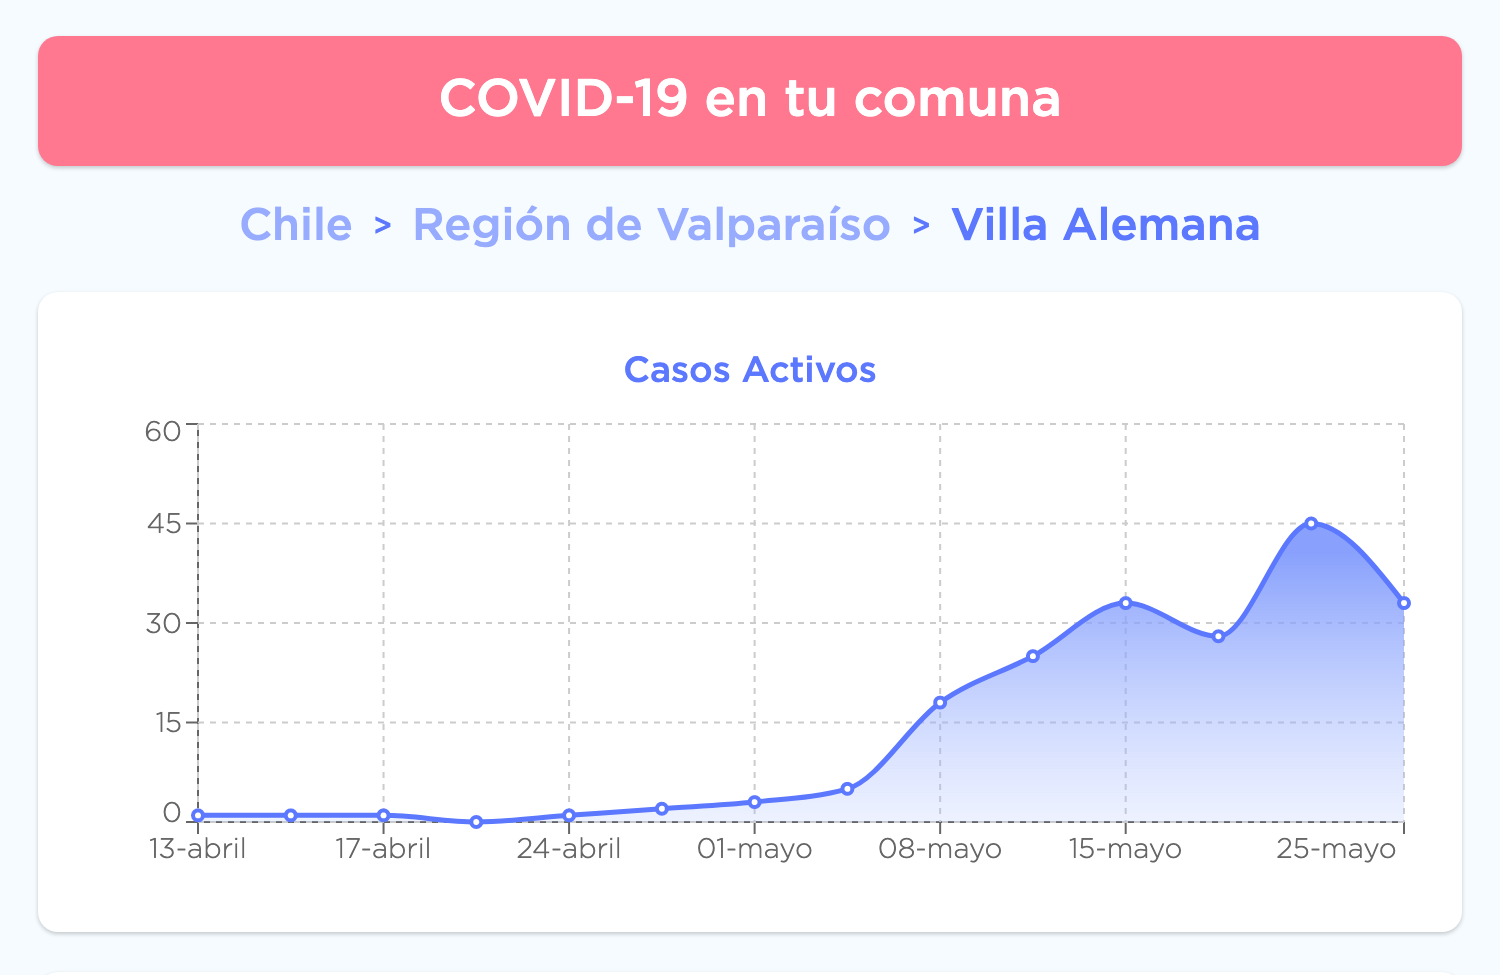 COVID-19 en tu comuna
Chile > Región de Valparaíso > Villa Alemana
Casos Activos
60
45
30
15
0
13-abril 17-abril 24-abril 01-mayo 08-mayo 15-mayo 25-mayo